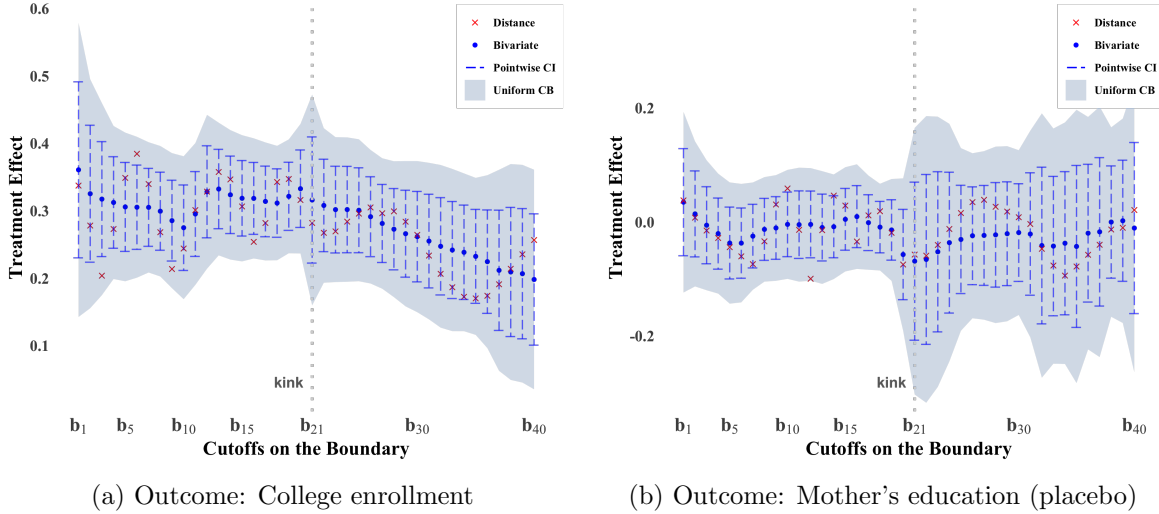 0.6
0.5
0.4
0.3
0.2
0.1
Treatment Effect
Distance
Bivariate
Pointwise CI
Uniform CB
kink
b1 b5 b10 b15 b21 b30 b40
Cutoffs on the Boundary
(a) Outcome: College enrollment
0.2
0.0
-0.2
Treatment Effect
Distance
Bivariate
Pointwise CI
Uniform CB
kink
b1 b5 b10 b15 b21 b30 b40
Cutoffs on the Boundary
(b) Outcome: Mother's education (placebo)